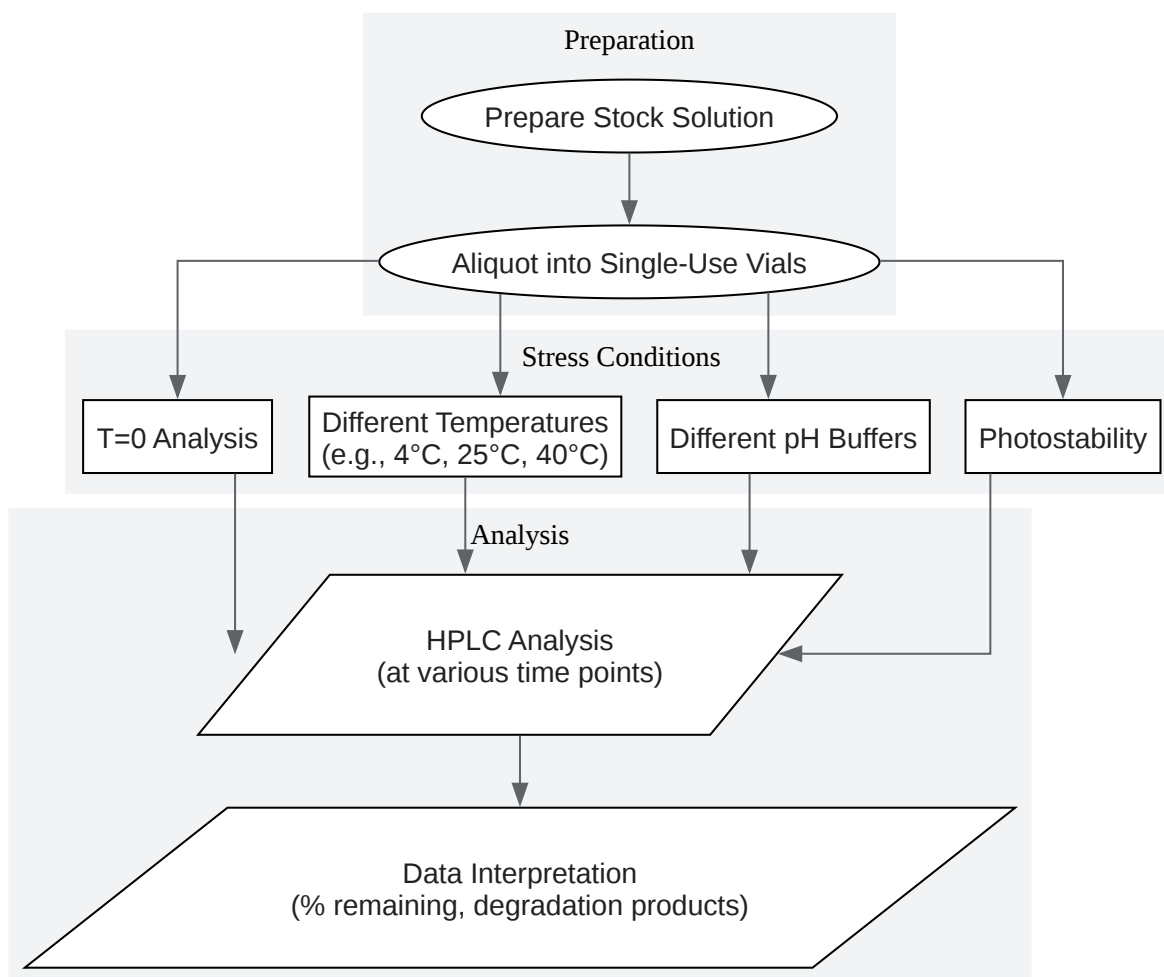 Preparation
Prepare Stock Solution
Aliquot into Single-Use Vials
Stress Conditions
T=0 Analysis
Different Temperatures
(e.g., 4°C, 25°C, 40°C)
Different pH Buffers
Photostability
Analysis
HPLC Analysis
(at various time points)
Data Interpretation
(% remaining, degradation products)